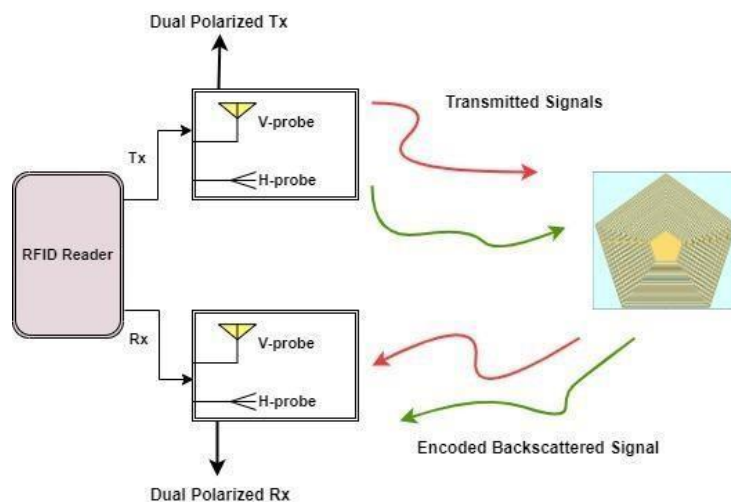 Dual Polarized Tx
V-probe
Transmitted Signals
Tx
H-probe
RFID Reader
Rx
V-probe
H-probe
Encoded Backscattered Signal
Dual Polarized Rx